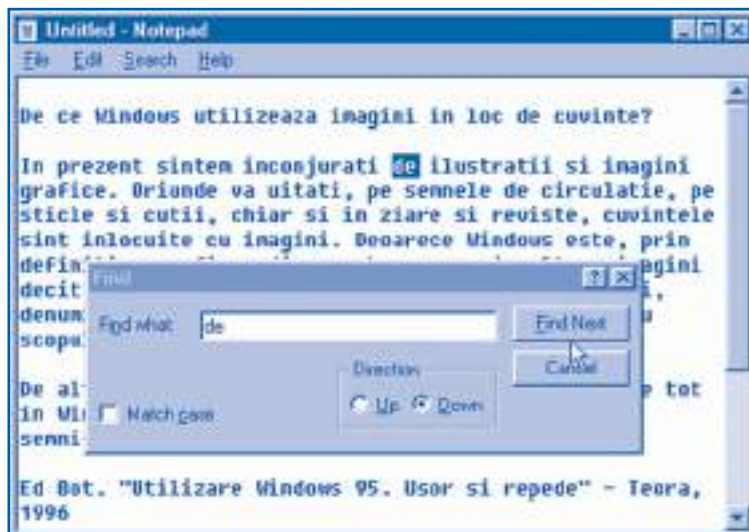 Untitled - Notepad
File Edit Search Help
De ce Windows utilizeaza imagini in loc de cuvinte?
In prezent sintem inconjurati de ilustratii si imagini
grafice. Oriunde va uitati, pe semnele de circulatie, pe
sticle si cutii, chiar si in ziare si reviste, cuvintele
sint inlocuite cu imagini. Deoarece Windows este, prin
defin
decit
denum
scopu
Find
Find what: de
Find Next
Cancel
Direction
Match case
Up Down
De al e tot
in Wi
semni
Ed Bot. "Utilizare Windows 95. Usor si repede" - Teora,
1996